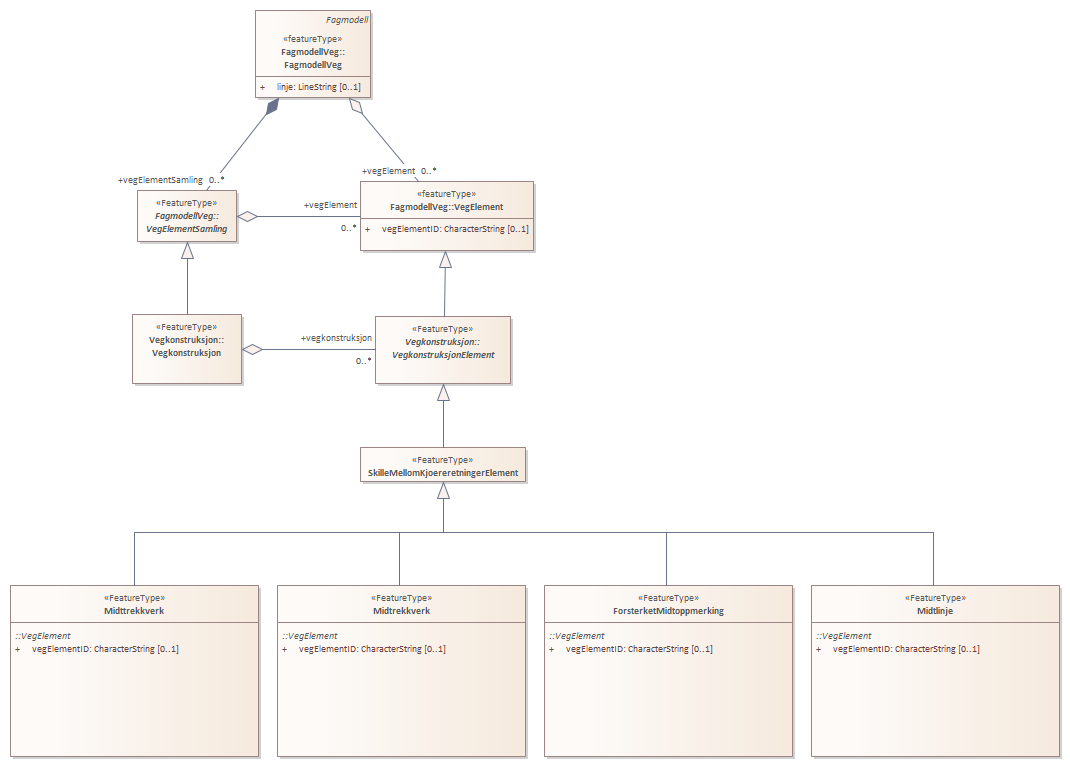 Fagmodell
«featureType»
FagmodellVeg::
FagmodellVeg
+ linje: LineString [0..1]
+vegElementSamling 0..*
+vegElement 0..*
«FeatureType»
FagmodellVeg::
VegElementSamling
+vegElement
0..*
«featureType»
FagmodellVeg::VegElement
+ vegElementID: CharacterString [0..1]
«FeatureType»
Vegkonstruksjon::
Vegkonstruksjon
+vegkonstruksjon
0..*
«FeatureType»
Vegkonstruksjon::
VegkonstruksjonElement
«FeatureType»
SkilleMellomKjoereretningerElement
«FeatureType»
Midttrekkverk
::VegElement
+ vegElementID: CharacterString [0..1]
«FeatureType»
Midtrekkverk
::VegElement
+ vegElementID: CharacterString [0..1]
«FeatureType»
ForsterketMidtoppmerking
::VegElement
+ vegElementID: CharacterString [0..1]
«FeatureType»
Midtlinje
::VegElement
+ vegElementID: CharacterString [0..1]